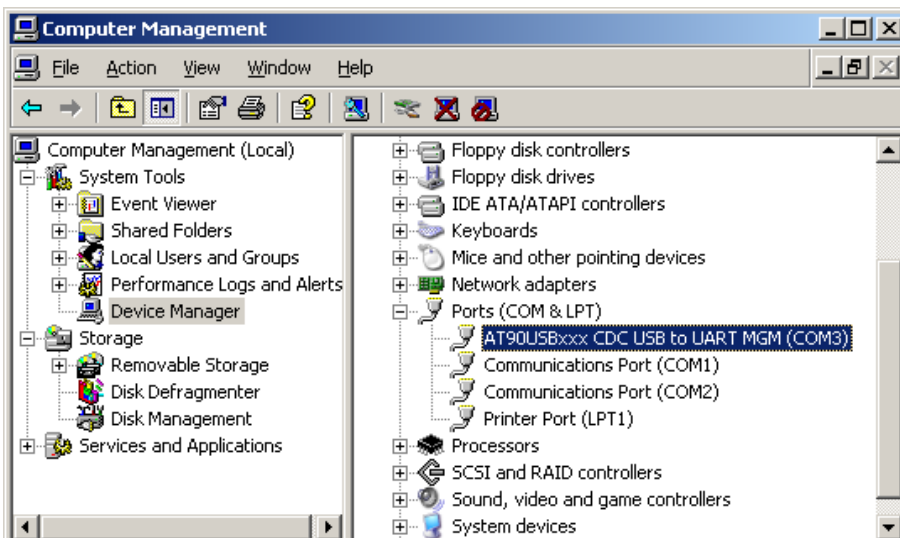 Computer Management
File Action View Window Help
Computer Management (Local)
System Tools
Event Viewer
Shared Folders
Local Users and Groups
Performance Logs and Alerts
Device Manager
Storage
Removable Storage
Disk Defragmenter
Disk Management
Services and Applications
Floppy disk controllers
Floppy disk drives
IDE ATA/ATAPI controllers
Keyboards
Mice and other pointing devices
Network adapters
Ports (COM & LPT)
AT90USBxxx CDC USB to UART MGM (COM3)
Communications Port (COM1)
Communications Port (COM2)
Printer Port (LPT1)
Processors
SCSI and RAID controllers
Sound, video and game controllers
System devices